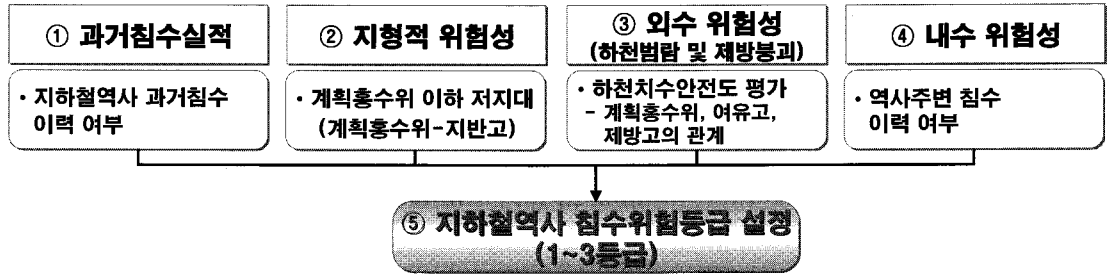 ① 과거침수실적
· 지하철역사 과거침수
이력 여부
② 지형적 위험성
· 계획홍수위 이하 저지대
(계획홍수위-지반고)
③ 외수 위험성
(하천범람 및 제방붕괴)
· 하천치수안전도 평가
- 계획홍수위, 여유고,
제방고의 관계
④ 내수 위험성
· 역사주변 침수
이력 여부
⑤ 지하철역사 침수위험등급 설정
(1~3등급)